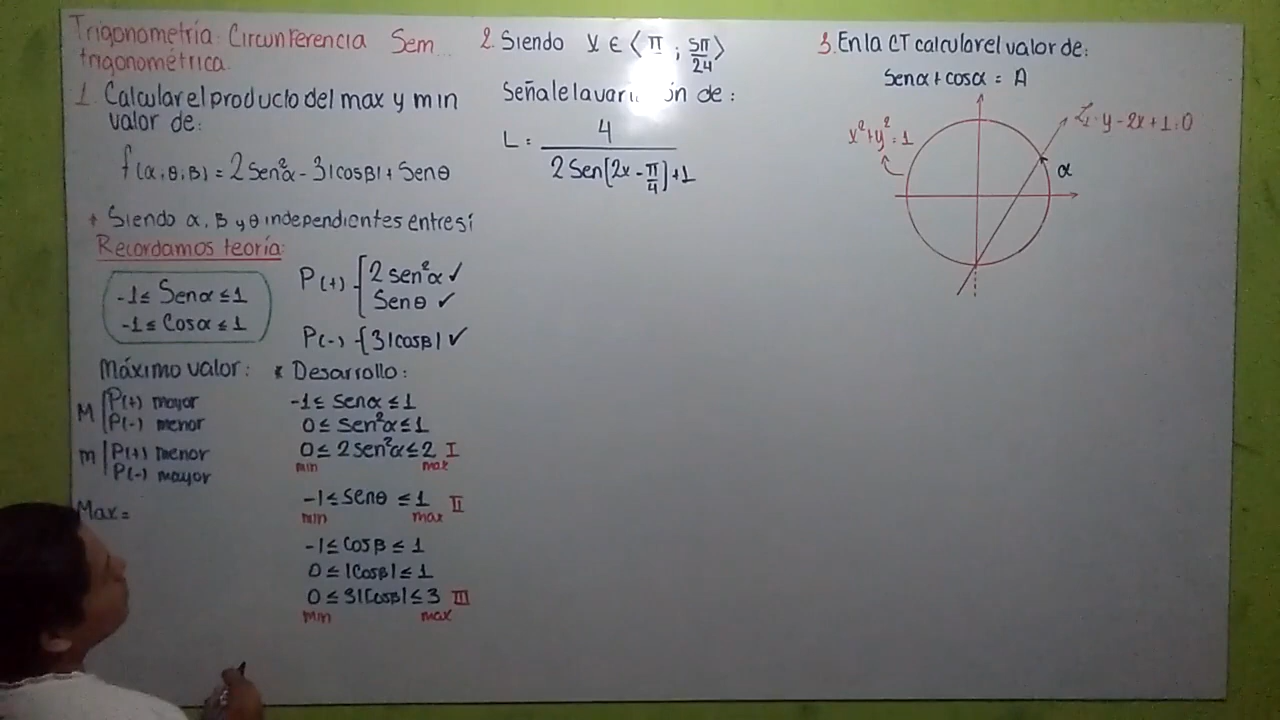 Trigonometría: Circunferencia Sem
trigonométrica.
1. Calcular el producto del max y min
valor de:
f(α,θ,β) = 2Sen²α - 3|cosβ| + Senθ
* Siendo α, β y θ independientes entre sí
Recordamos teoría:
-1 ≤ Senα ≤ 1
-1 ≤ Cosα ≤ 1
P(+) { 2 sen²α ✓
Senθ ✓
P(-) { 3|cosβ| ✓
Máximo valor:
M | P(+) mayor
P(-) menor
m | P(+) menor
P(-) mayor
Max =
* Desarrollo:
-1 ≤ senα ≤ 1
0 ≤ sen²α ≤ 1
0 ≤ 2sen²α ≤ 2 I
min max
-1 ≤ senθ ≤ 1 II
min max
-1 ≤ Cosβ ≤ 1
0 ≤ |Cosβ| ≤ 1
0 ≤ 3|Cosβ| ≤ 3 III
min max
2. Siendo x ∈ ⟨π ; 5π/24⟩
Señale la de:
L = 4 / 2Sen[2x - π/4] + 1
3. En la CT calcular el valor de:
Senα + cosα = A
x² + y² = 1
L₁: y - 2x + 1 = 0
α